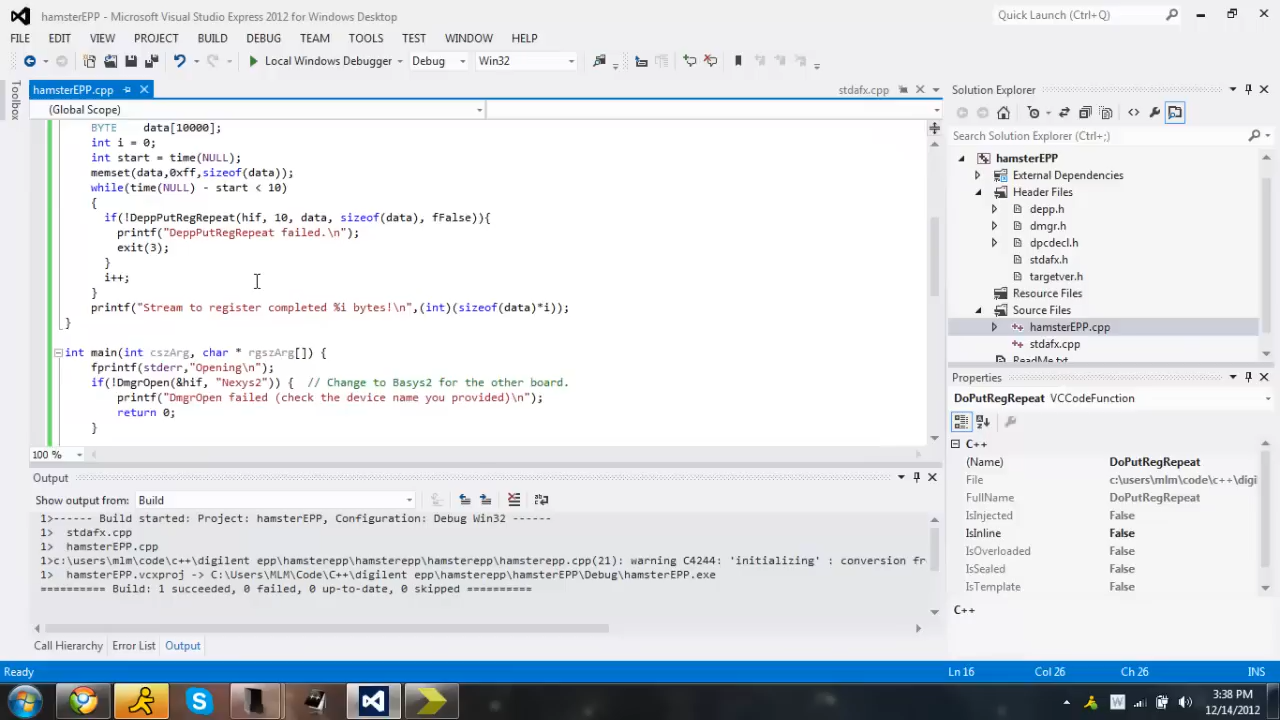 hamsterEPP - Microsoft Visual Studio Express 2012 for Windows Desktop
Quick Launch (Ctrl+Q)
FILE EDIT VIEW PROJECT BUILD DEBUG TEAM TOOLS TEST WINDOW HELP
Local Windows Debugger Debug Win32
Toolbox
hamsterEPP.cpp
stdafx.cpp
(Global Scope)
BYTE data[10000];
int i = 0;
int start = time(NULL);
memset(data,0xff,sizeof(data));
while(time(NULL) - start < 10)
{
if(!DeppPutRegRepeat(hif, 10, data, sizeof(data), fFalse)){
printf("DeppPutRegRepeat failed.\n");
exit(3);
}
i++;
}
printf("Stream to register completed %i bytes!\n",(int)(sizeof(data)*i));
}
int main(int cszArg, char * rgszArg[]) {
fprintf(stderr,"Opening\n");
if(!DmgrOpen(&hif, "Nexys2")) { // Change to Basys2 for the other board.
printf("DmgrOpen failed (check the device name you provided)\n");
return 0;
}
100 %
Solution Explorer
Search Solution Explorer (Ctrl+;)
hamsterEPP
External Dependencies
Header Files
depp.h
dmgr.h
dpcdecl.h
stdafx.h
targetver.h
Resource Files
Source Files
hamsterEPP.cpp
stdafx.cpp
ReadMe.txt
Properties
DoPutRegRepeat VCCodeFunction
C++
(Name) DoPutRegRepeat
File c:\users\mlm\code\c++\digil
FullName DoPutRegRepeat
IsInjected False
IsInline False
IsOverloaded False
IsSealed False
IsTemplate False
C++
Output
Show output from: Build
1>------ Build started: Project: hamsterEPP, Configuration: Debug Win32 ------
1> stdafx.cpp
1> hamsterEPP.cpp
1>c:\users\mlm\code\c++\digilent epp\hamsterepp\hamsterepp\hamsterepp.cpp(21): warning C4244: 'initializing' : conversion fr
1> hamsterEPP.vcxproj -> C:\Users\MLM\Code\C++\digilent epp\hamsterepp\hamsterEPP\Debug\hamsterEPP.exe
========== Build: 1 succeeded, 0 failed, 0 up-to-date, 0 skipped ==========
Call Hierarchy Error List Output
Ready
Ln 16 Col 26 Ch 26 INS
3:38 PM
12/14/2012